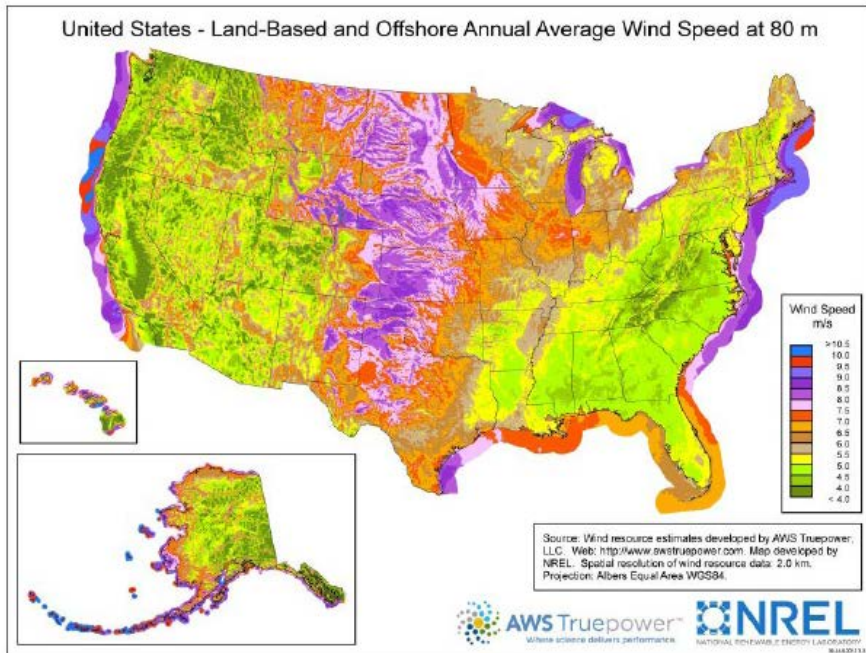 United States - Land-Based and Offshore Annual Average Wind Speed at 80 m
Wind Speed
m/s
>10.5
10.0
9.5
9.0
8.5
8.0
7.5
7.0
6.5
6.0
5.5
5.0
4.5
4.0
< 4.0
Source: Wind resource estimates developed by AWS Truepower,
LLC. Web: http://www.awstruepower.com. Map developed by
NREL. Spatial resolution of wind resource data: 2.0 km.
Projection: Albers Equal Area WGS84.
AWS Truepower™
Where science delivers performance.
NREL
NATIONAL RENEWABLE ENERGY LABORATORY